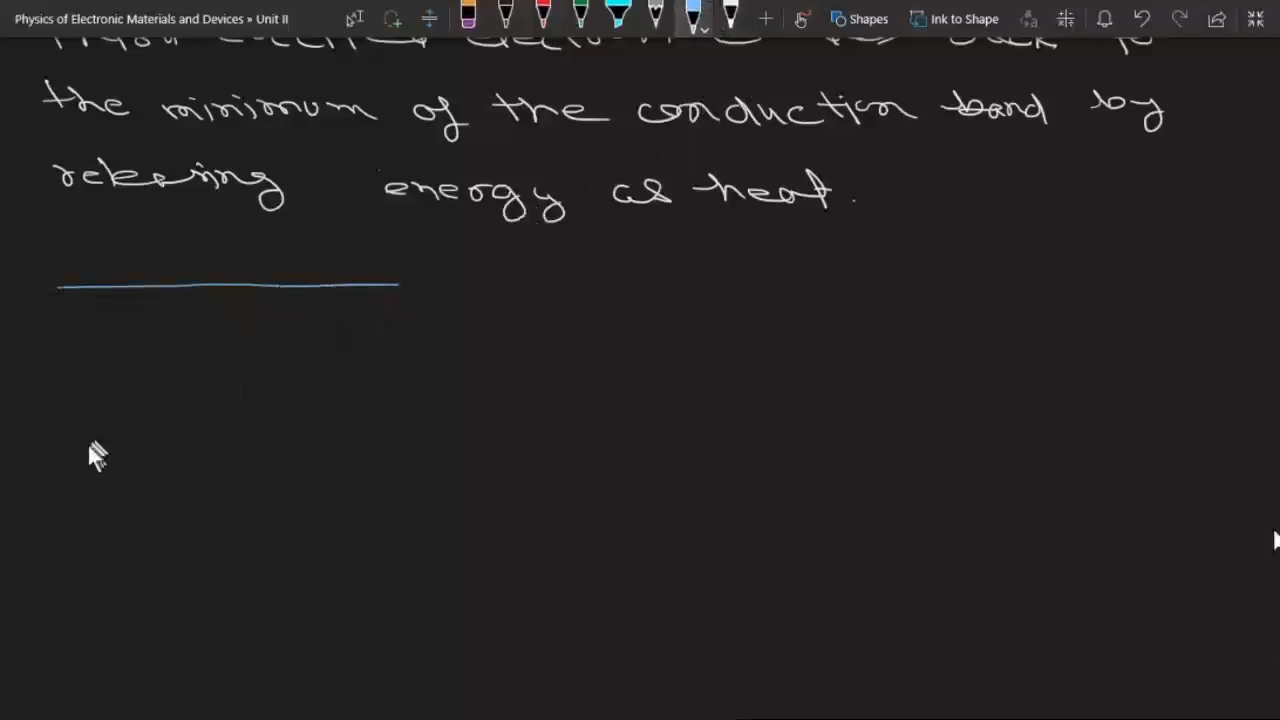 Physics of Electronic Materials and Devices » Unit II
Shapes
Ink to Shape
the minimum of the conduction band by
releasing energy as heat.